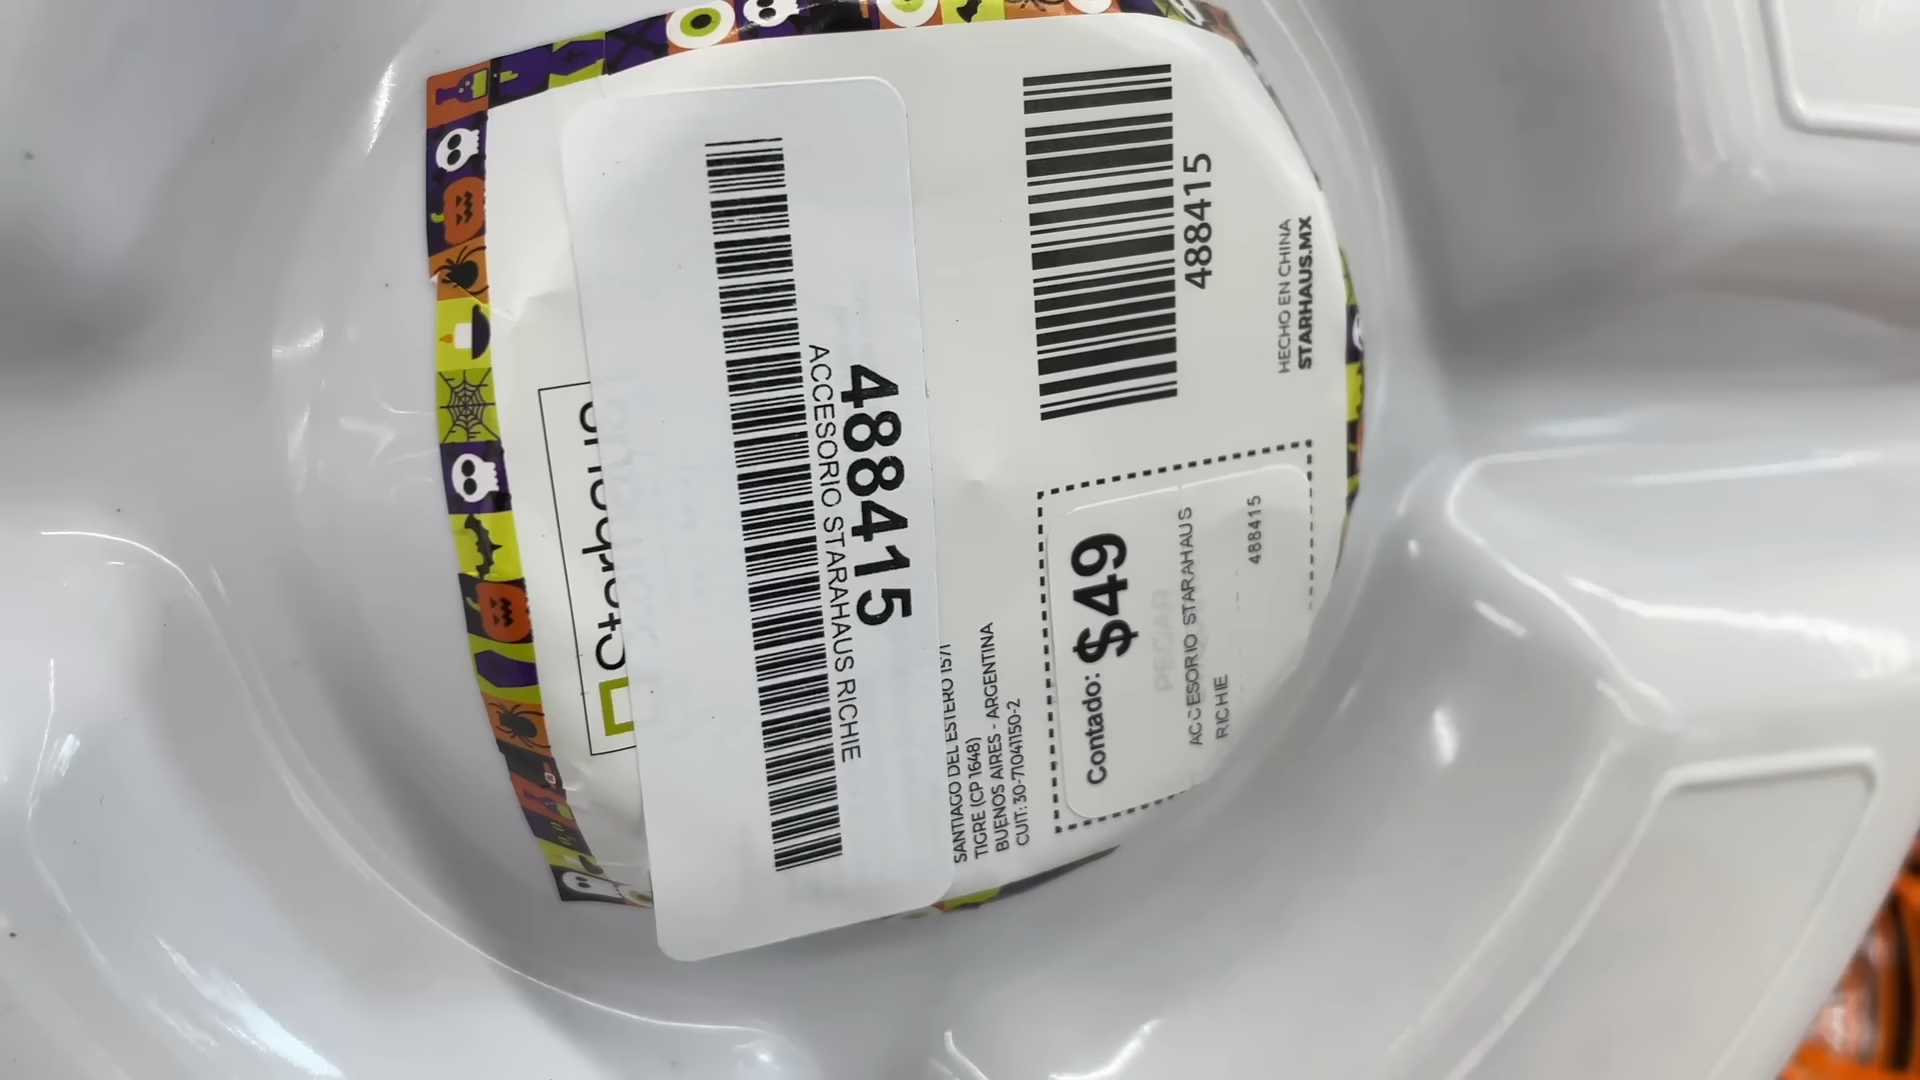 488415
ACCESORIO STARAHAUS RICHIE
SANTIAGO DEL ESTERO 1571
TIGRE (CP 1648)
BUENOS AIRES - ARGENTINA
CUIT: 30-71041150-2
488415
HECHO EN CHINA
STARHAUS.MX
Contado: $49
PEGAR
ACCESORIO STARAHAUS
RICHIE
488415